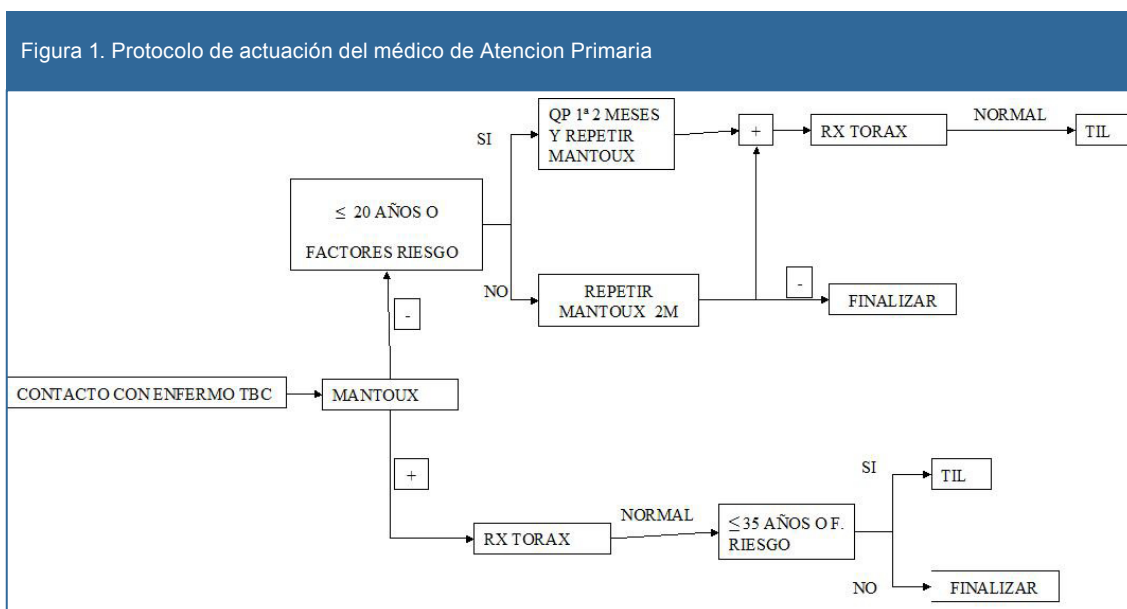 Figura 1. Protocolo de actuación del médico de Atencion Primaria
QP 1ª 2 MESES
Y REPETIR
MANTOUX
SI
+
RX TORAX
NORMAL
TIL
≤ 20 AÑOS O
FACTORES RIESGO
NO
REPETIR
MANTOUX 2M
-
FINALIZAR
-
CONTACTO CON ENFERMO TBC
MANTOUX
+
RX TORAX
NORMAL
≤35 AÑOS O F.
RIESGO
SI
TIL
NO
FINALIZAR